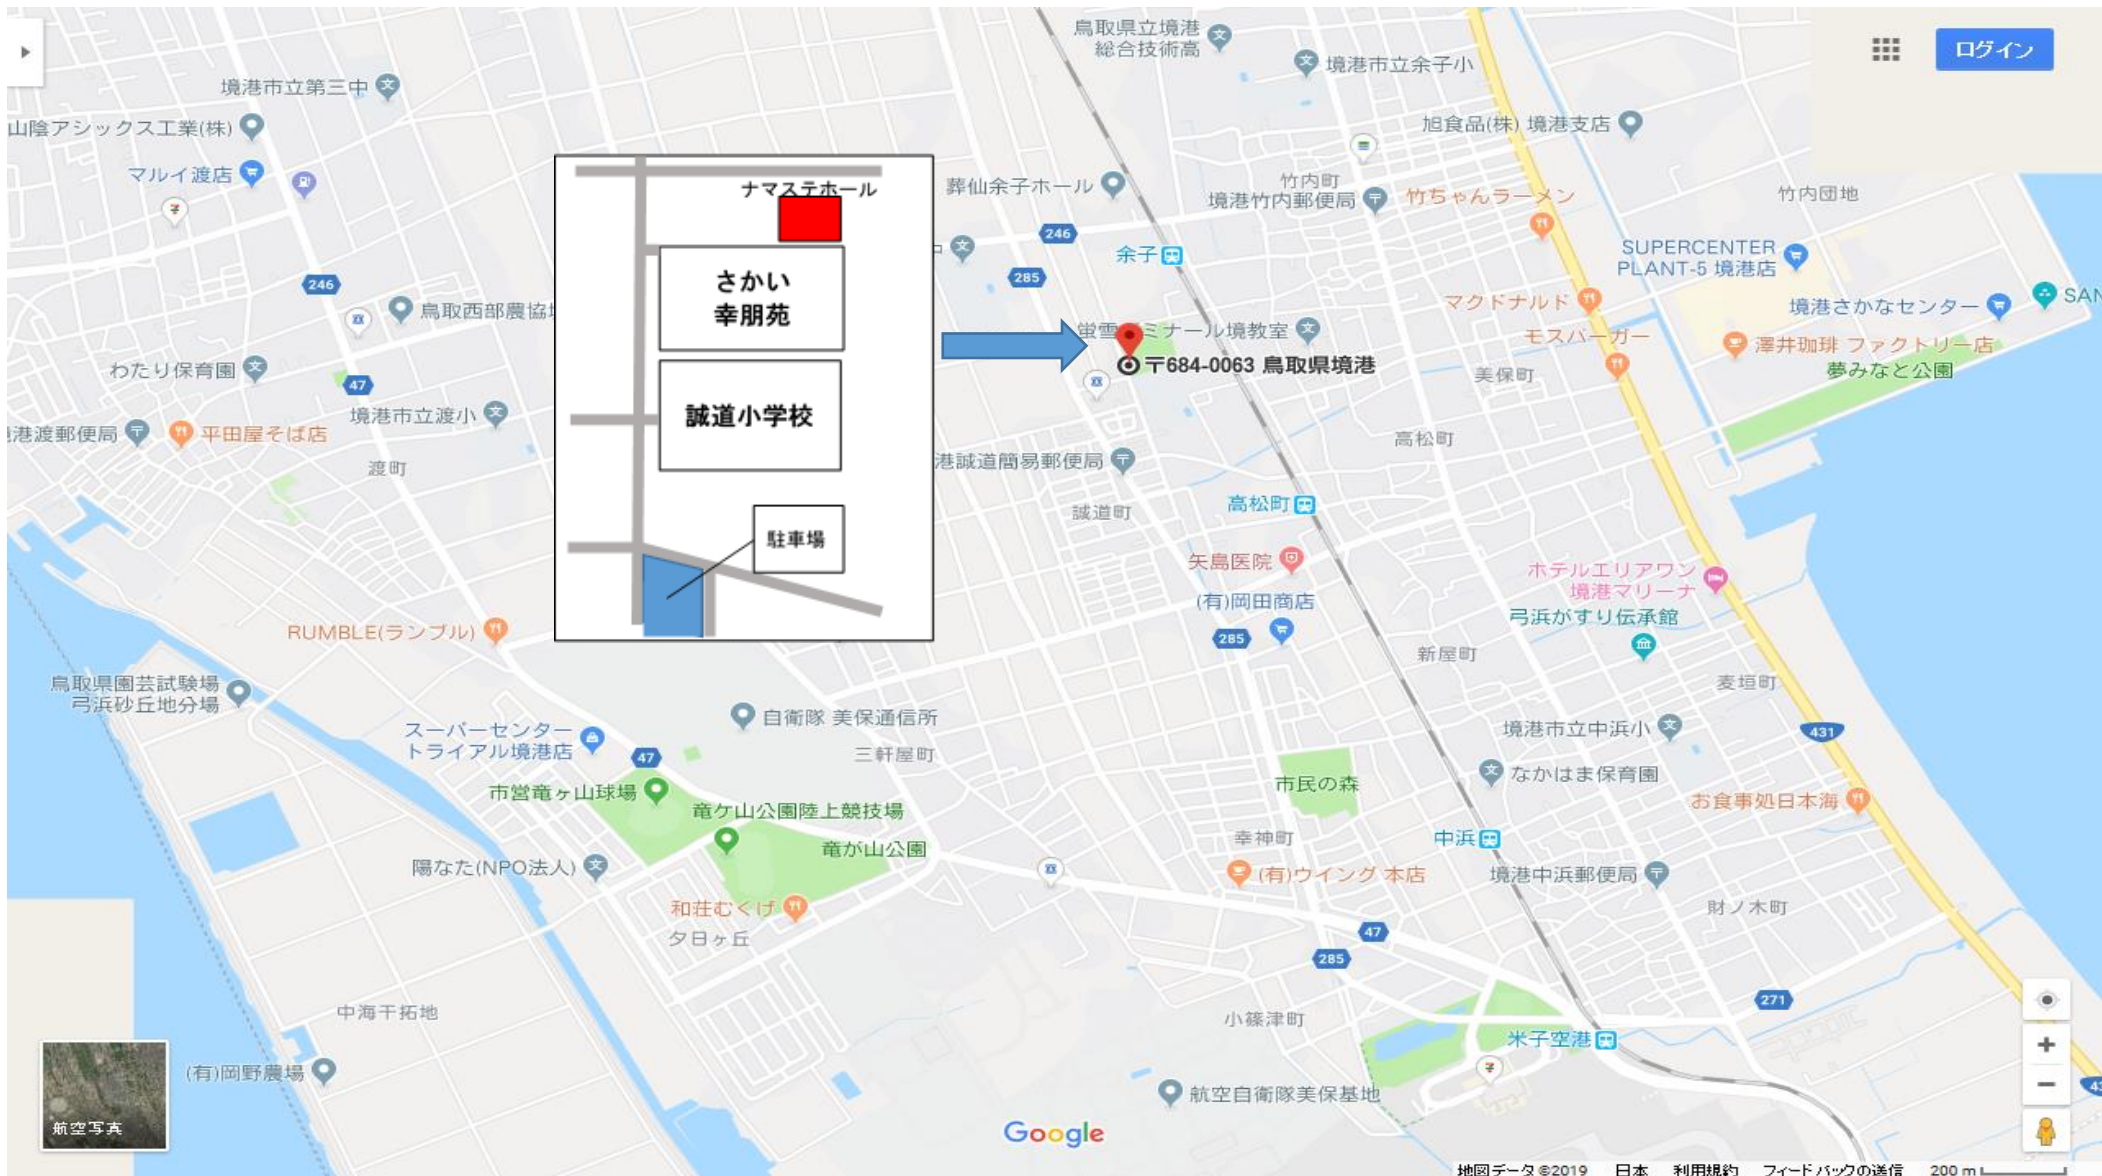 鳥取県立境港
総合技術高
境港市立余子小
ログイン
境港市立第三中
山陰アシックス工業(株)
旭食品(株) 境港支店
マルイ渡店
ナマステホール
葬仙余子ホール
竹内町
境港竹内郵便局
竹ちゃんラーメン
竹内団地
246
余子
SUPERCENTER
PLANT-5 境港店
さかい
幸朋苑
285
246
鳥取西部農協
マクドナルド
境港さかなセンター
SAN
蛍雪ゼミナール境教室
モスバーガー
澤井珈琲 ファクトリー店
〒684-0063 鳥取県境港
夢みなと公園
わたり保育園
47
美保町
境港市立渡小
誠道小学校
港渡郵便局
平田屋そば店
高松町
渡町
港誠道簡易郵便局
高松町
誠道町
駐車場
矢島医院
ホテルエリアワン
境港マリーナ
(有)岡田商店
弓浜がすり伝承館
RUMBLE(ランブル)
285
新屋町
鳥取県園芸試験場
弓浜砂丘地分場
麦垣町
自衛隊 美保通信所
スーパーセンター
トライアル境港店
境港市立中浜小
431
47
三軒屋町
なかはま保育園
市営竜ヶ山球場
市民の森
お食事処日本海
竜ケ山公園陸上競技場
竜が山公園
幸神町
中浜
陽なた(NPO法人)
(有)ウイング 本店
境港中浜郵便局
和荘むくげ
財ノ木町
夕日ヶ丘
47
285
271
中海干拓地
小篠津町
米子空港
(有)岡野農場
航空自衛隊美保基地
43
航空写真
Google
地図データ ©2019 日本 利用規約 フィードバックの送信 200 m